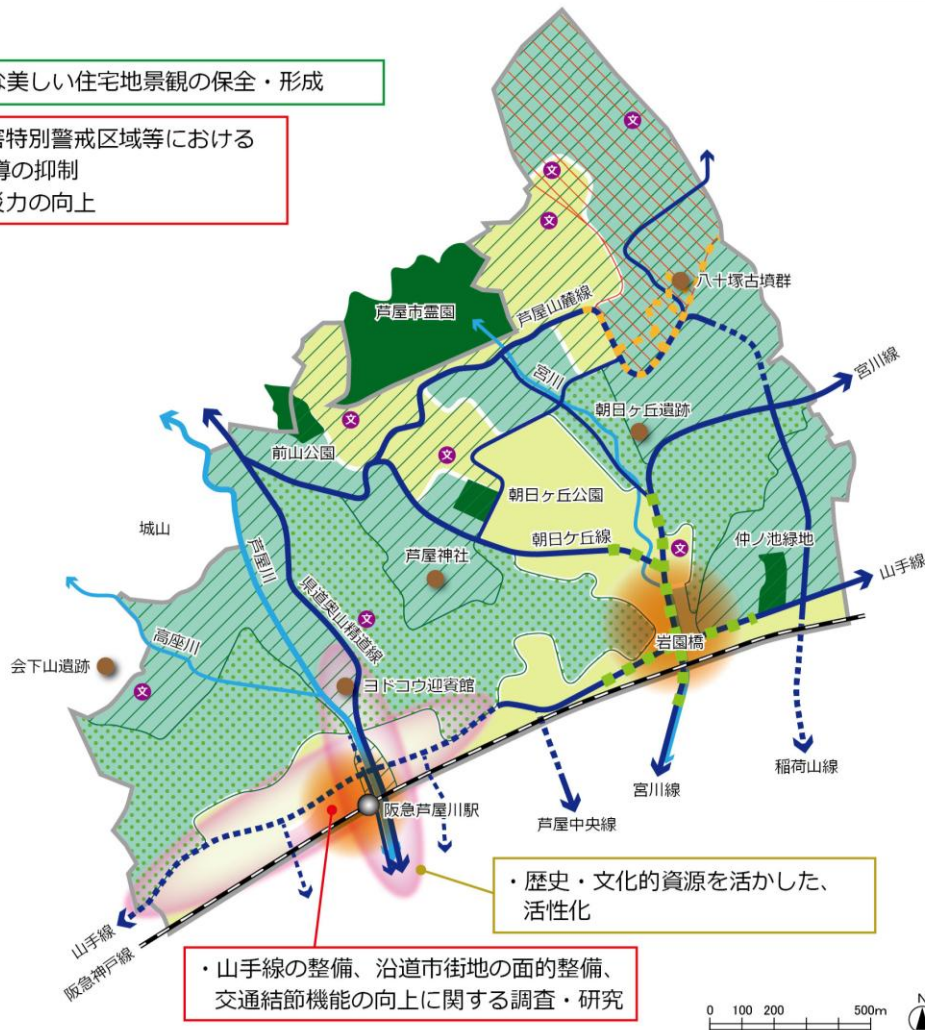 な美しい住宅地景観の保全・形成
害特別警戒区域等における
導の抑制
災力の向上
文
文
文
八十塚古墳群
芦屋市霊園
芦屋山麓線
宮川
宮川線
朝日ヶ丘遺跡
文
前山公園
文
朝日ヶ丘公園
城山
芦屋川
朝日ケ丘線
文
仲ノ池緑地
芦屋神社
山手線
県道奥山精道線
文
高座川
岩園橋
会下山遺跡
文
ヨドコウ迎賓館
稲荷山線
宮川線
阪急芦屋川駅
芦屋中央線
・歴史・文化的資源を活かした、
活性化
山手線
阪急神戸線
・山手線の整備、沿道市街地の面的整備、
交通結節機能の向上に関する調査・研究
0 100 200 500m
N